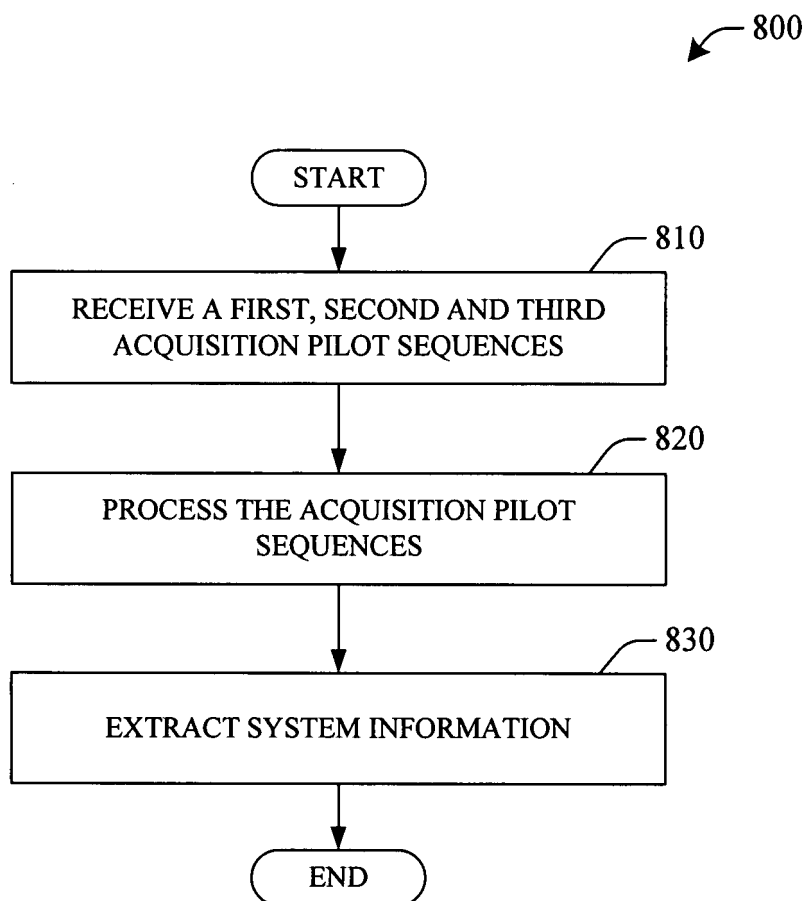 800
START
810
RECEIVE A FIRST, SECOND AND THIRD
ACQUISITION PILOT SEQUENCES
820
PROCESS THE ACQUISITION PILOT
SEQUENCES
830
EXTRACT SYSTEM INFORMATION
END